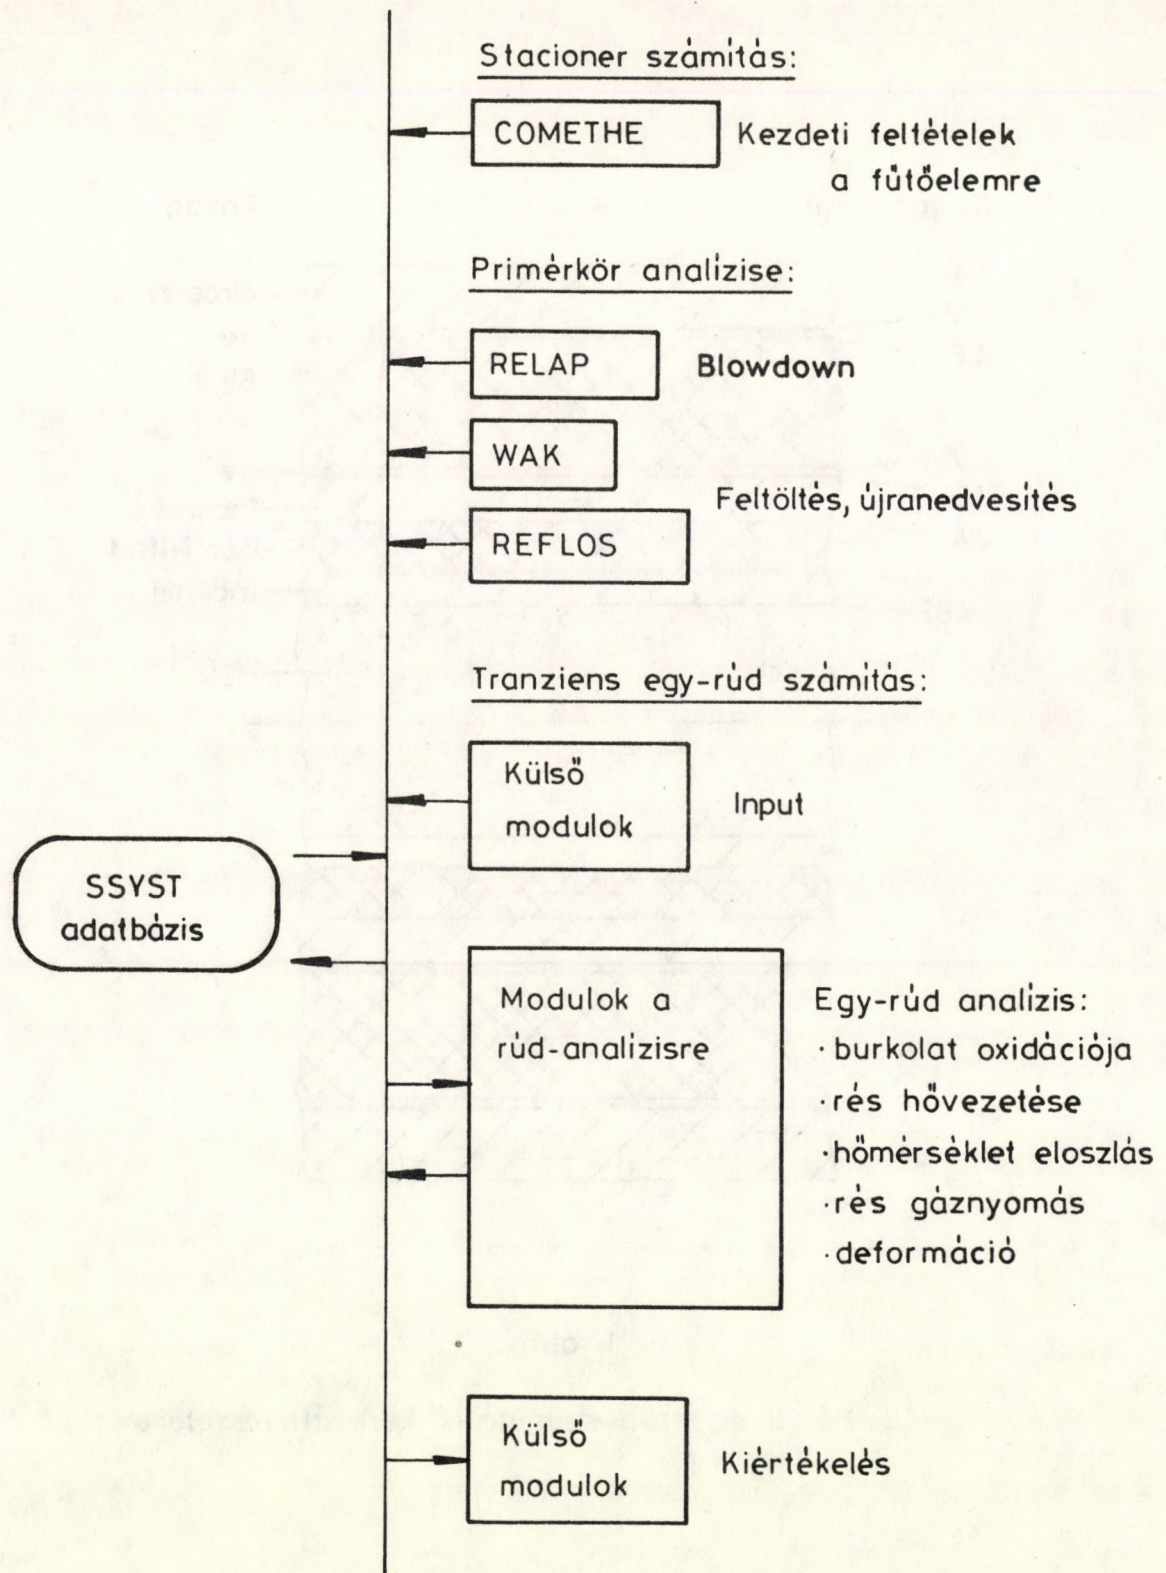 Stacioner számítás:
COMETHE
Kezdeti feltételek
a fűtőelemre
Primérkör analízise:
RELAP
Blowdown
WAK
Feltöltés, újranedvesítés
REFLOS
Tranziens egy-rúd számítás:
Külső
modulok
Input
SSYST
adatbázis
Modulok a
rúd-analízisre
Egy-rúd analízis:
· burkolat oxidációja
· rés hővezetése
· hőmérséklet eloszlás
· rés gáznyomás
· deformáció
Külső
modulok
Kiértékelés